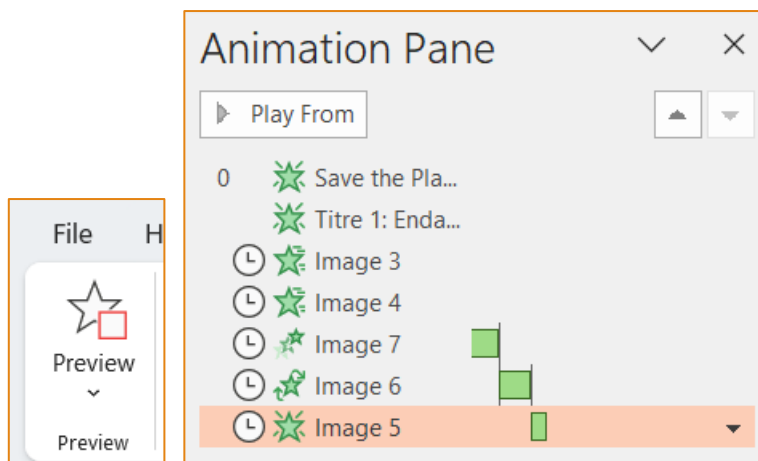 File
H
Preview
Preview
Animation Pane
Play From
0 Save the Pla...
Titre 1: Enda...
Image 3
Image 4
Image 7
Image 6
Image 5